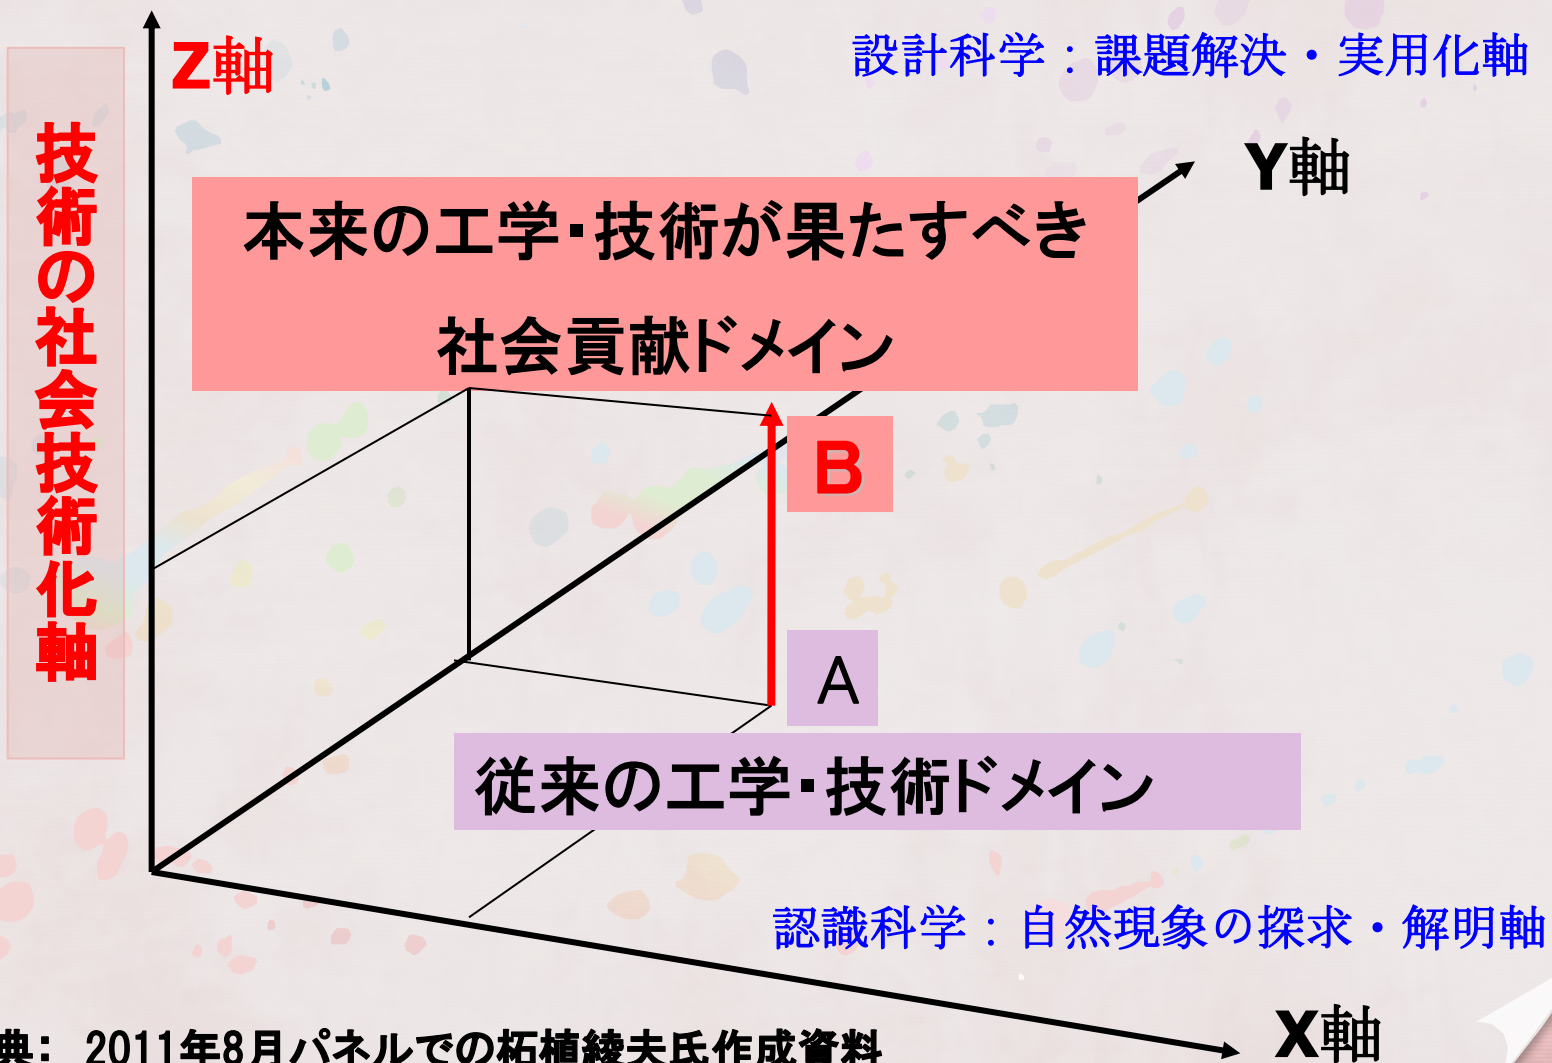 Z軸
設計科学：課題解決・実用化軸
Y軸
技術の社会技術化軸
本来の工学・技術が果たすべき
社会貢献ドメイン
B
A
従来の工学・技術ドメイン
認識科学：自然現象の探求・解明軸
X軸
典： 2011年8月パネルでの柘植綾夫氏作成資料